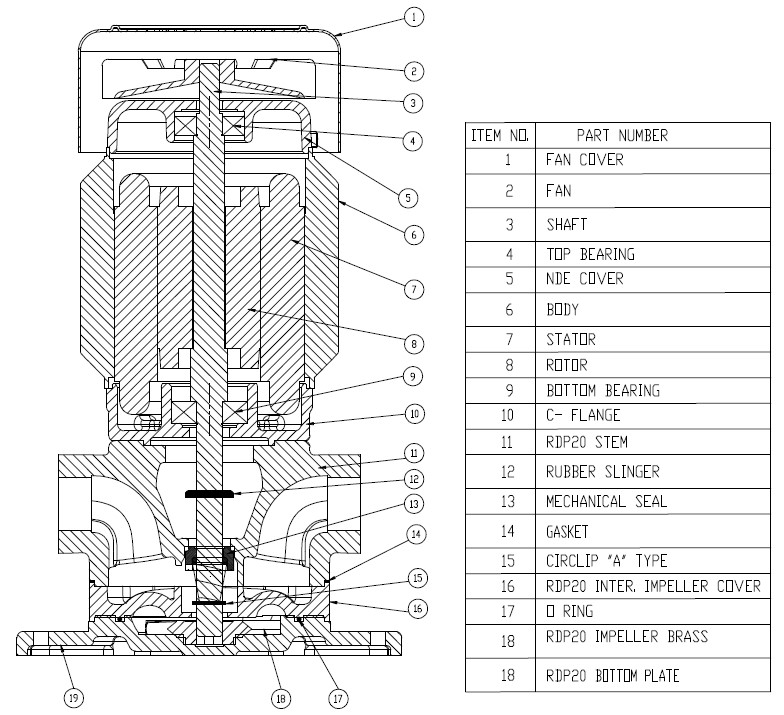 1
2
3
4
5
6
7
8
9
10
11
12
13
14
15
16
19
18
17
ITEM NO. PART NUMBER
1 FAN COVER
2 FAN
3 SHAFT
4 TOP BEARING
5 NDE COVER
6 BODY
7 STATOR
8 ROTOR
9 BOTTOM BEARING
10 C- FLANGE
11 RDP20 STEM
12 RUBBER SLINGER
13 MECHANICAL SEAL
14 GASKET
15 CIRCLIP "A" TYPE
16 RDP20 INTER. IMPELLER COVER
17 O RING
18 RDP20 IMPELLER BRASS
18 RDP20 BOTTOM PLATE